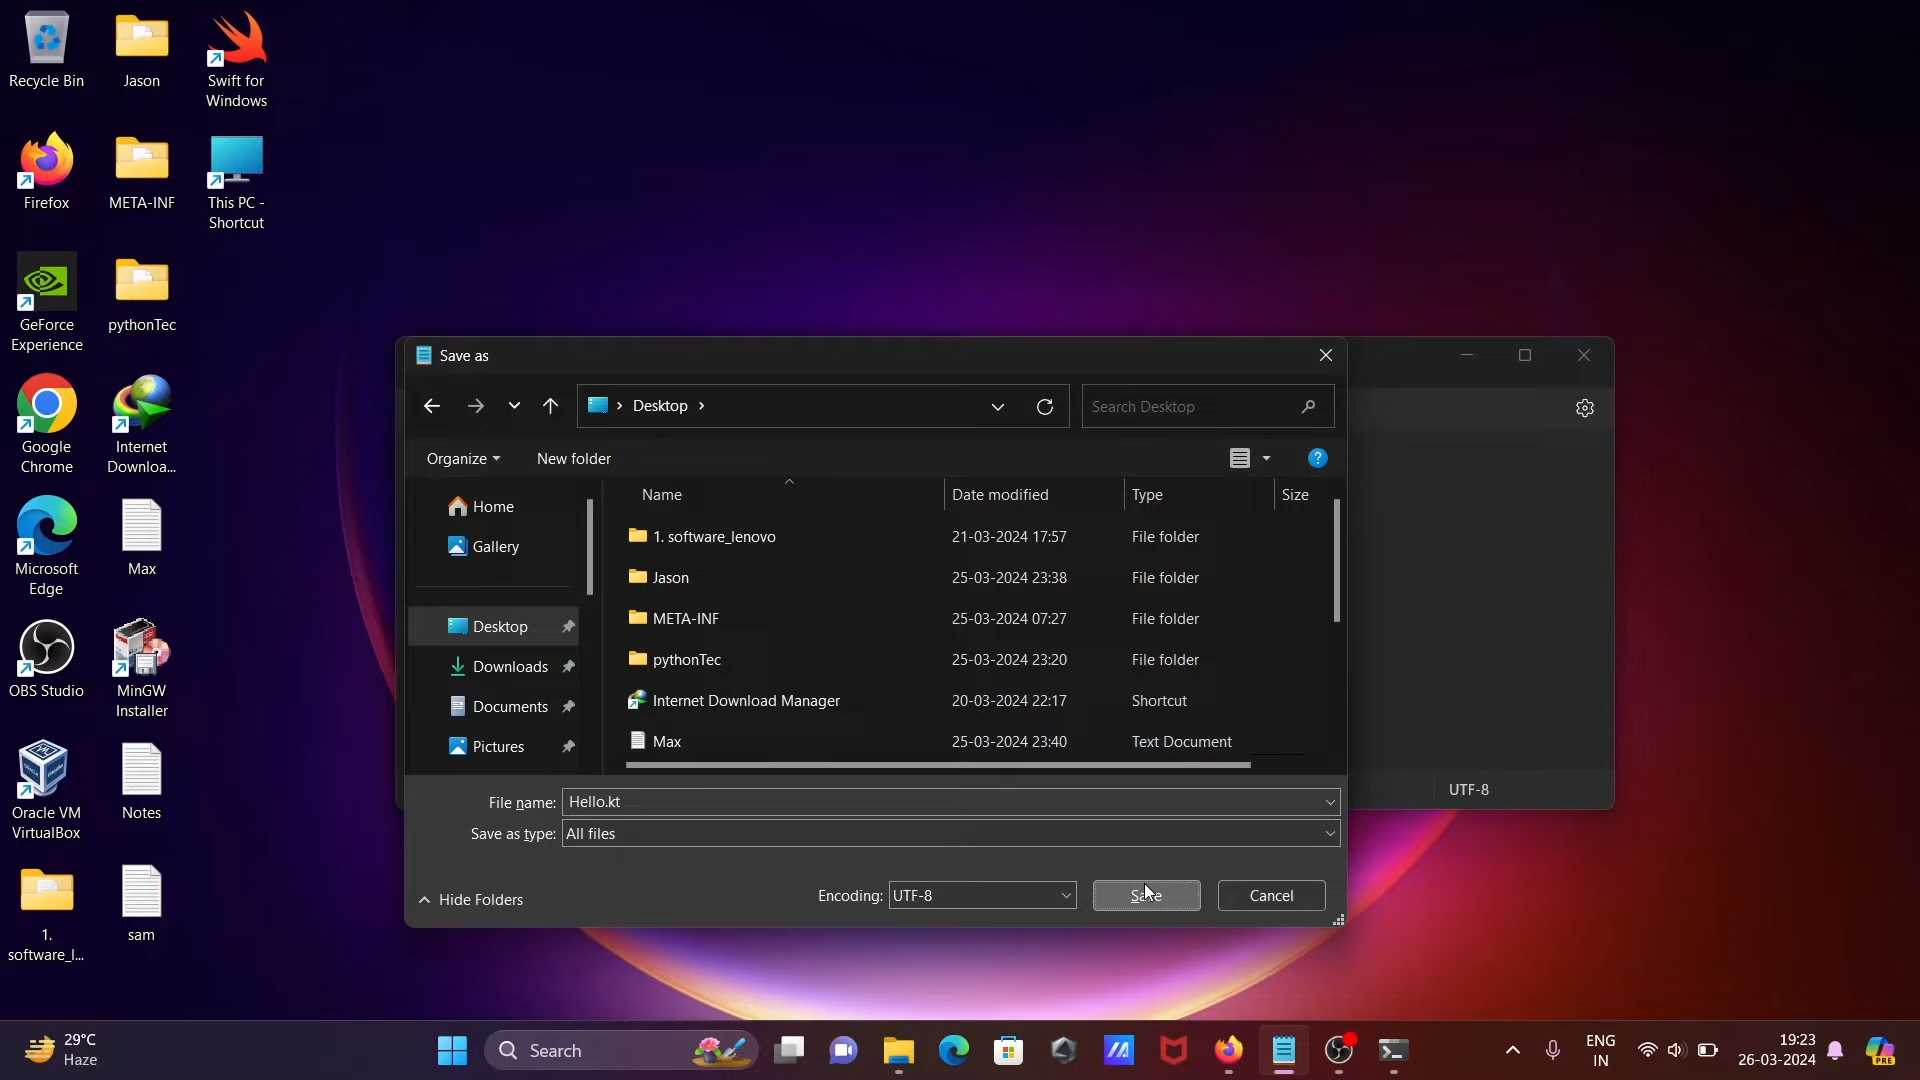 Recycle Bin
Jason
Swift for
Windows
Firefox
META-INF
This PC -
Shortcut
GeForce
Experience
pythonTec
Google
Chrome
Internet
Downloa...
Microsoft
Edge
Max
OBS Studio
MinGW
Installer
Oracle VM
VirtualBox
Notes
1.
software_l...
sam
Save as
Desktop
Search Desktop
Organize
New folder
Home
Gallery
Desktop
Downloads
Documents
Pictures
Name Date modified Type Size
1. software_lenovo 21-03-2024 17:57 File folder
Jason 25-03-2024 23:38 File folder
META-INF 25-03-2024 07:27 File folder
pythonTec 25-03-2024 23:20 File folder
Internet Download Manager 20-03-2024 22:17 Shortcut
Max 25-03-2024 23:40 Text Document
File name: Hello.kt
Save as type: All files
Hide Folders
Encoding: UTF-8
Save
Cancel
UTF-8
29°C
Haze
Search
ENG
IN
19:23
26-03-2024
PRE